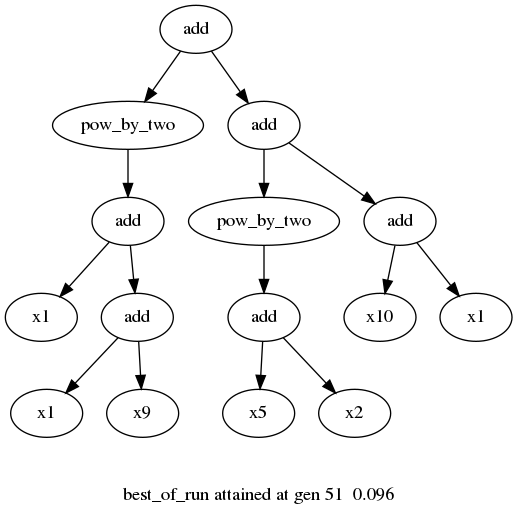 add
pow_by_two add
add pow_by_two add
x1 add add x10 x1
x1 x9 x5 x2
best_of_run attained at gen 51 0.096